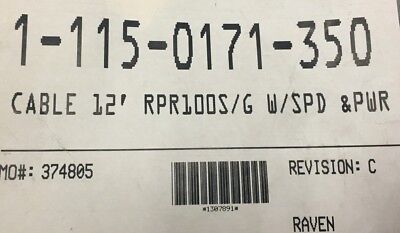 1-115-0171-350
CABLE 12' RPR100S/G W/SPD &PWR
MO#: 374805
REVISION: C
*1307891*
RAVEN